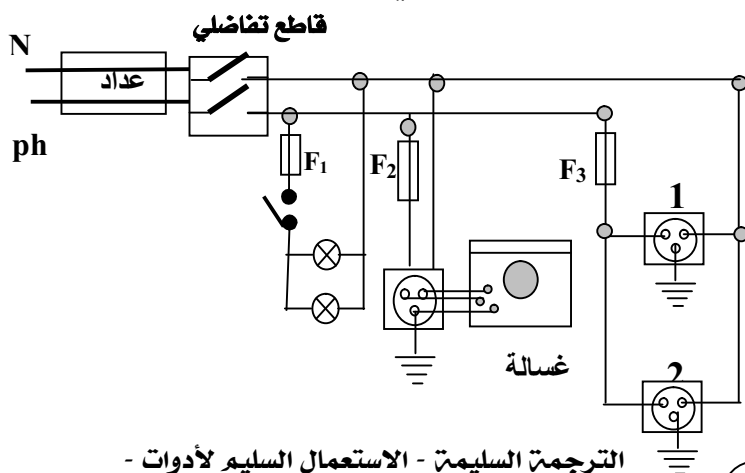 قاطع تفاضلي
N
عداد
ph
F₁
F₂
F₃
1
غسالة
2
الترجمة السليمة - الاستعمال السليم لأدوات -